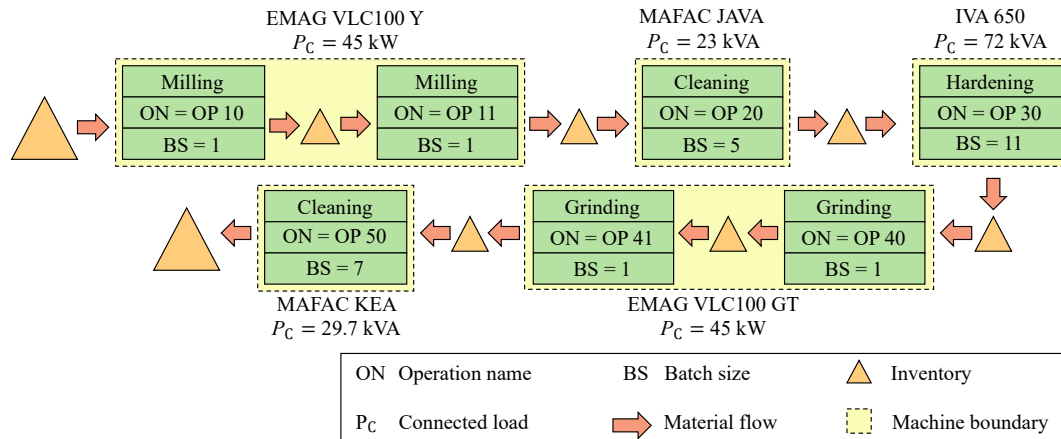 EMAG VLC100 Y
P_C = 45 kW
MAFAC JAVA
P_C = 23 kVA
IVA 650
P_C = 72 kVA
Milling
ON = OP 10
BS = 1
Milling
ON = OP 11
BS = 1
Cleaning
ON = OP 20
BS = 5
Hardening
ON = OP 30
BS = 11
Cleaning
ON = OP 50
BS = 7
Grinding
ON = OP 41
BS = 1
Grinding
ON = OP 40
BS = 1
MAFAC KEA
P_C = 29.7 kVA
EMAG VLC100 GT
P_C = 45 kW
ON Operation name
BS Batch size
Inventory
P_C Connected load
Material flow
Machine boundary